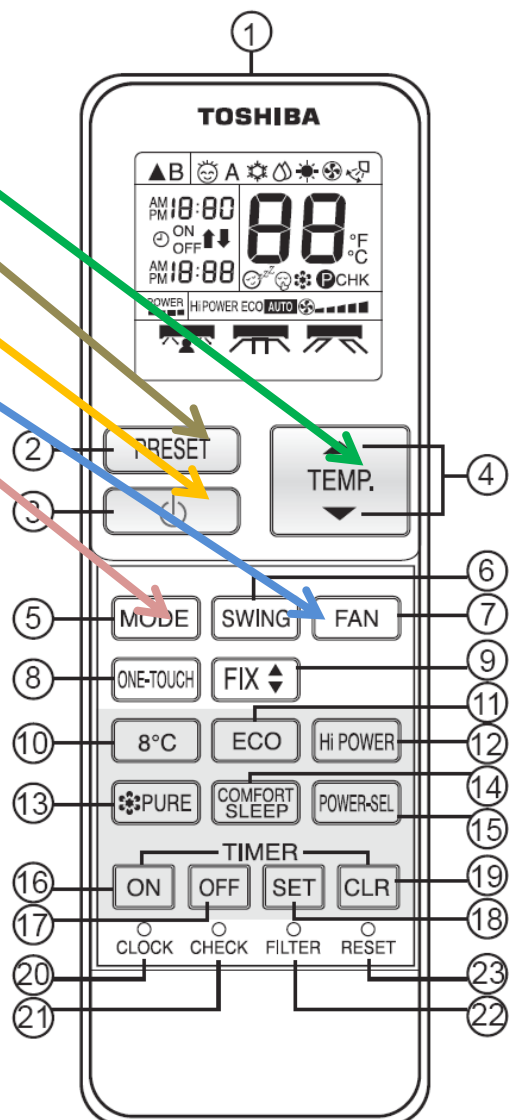 1
TOSHIBA
▲B A
AM PM 18:80 88 °F °C
ON OFF
AM PM 18:88 zzz P CHK
POWER Hi POWER ECO AUTO
2 PRESET
TEMP. 4
3
6
5 MODE SWING FAN 7
8 ONE-TOUCH FIX 9
11
10 8°C ECO Hi POWER 12
14
13 PURE COMFORT SLEEP POWER-SEL
15
TIMER
16 ON OFF SET CLR 19
17 18
CLOCK CHECK FILTER RESET
20 23
21 22